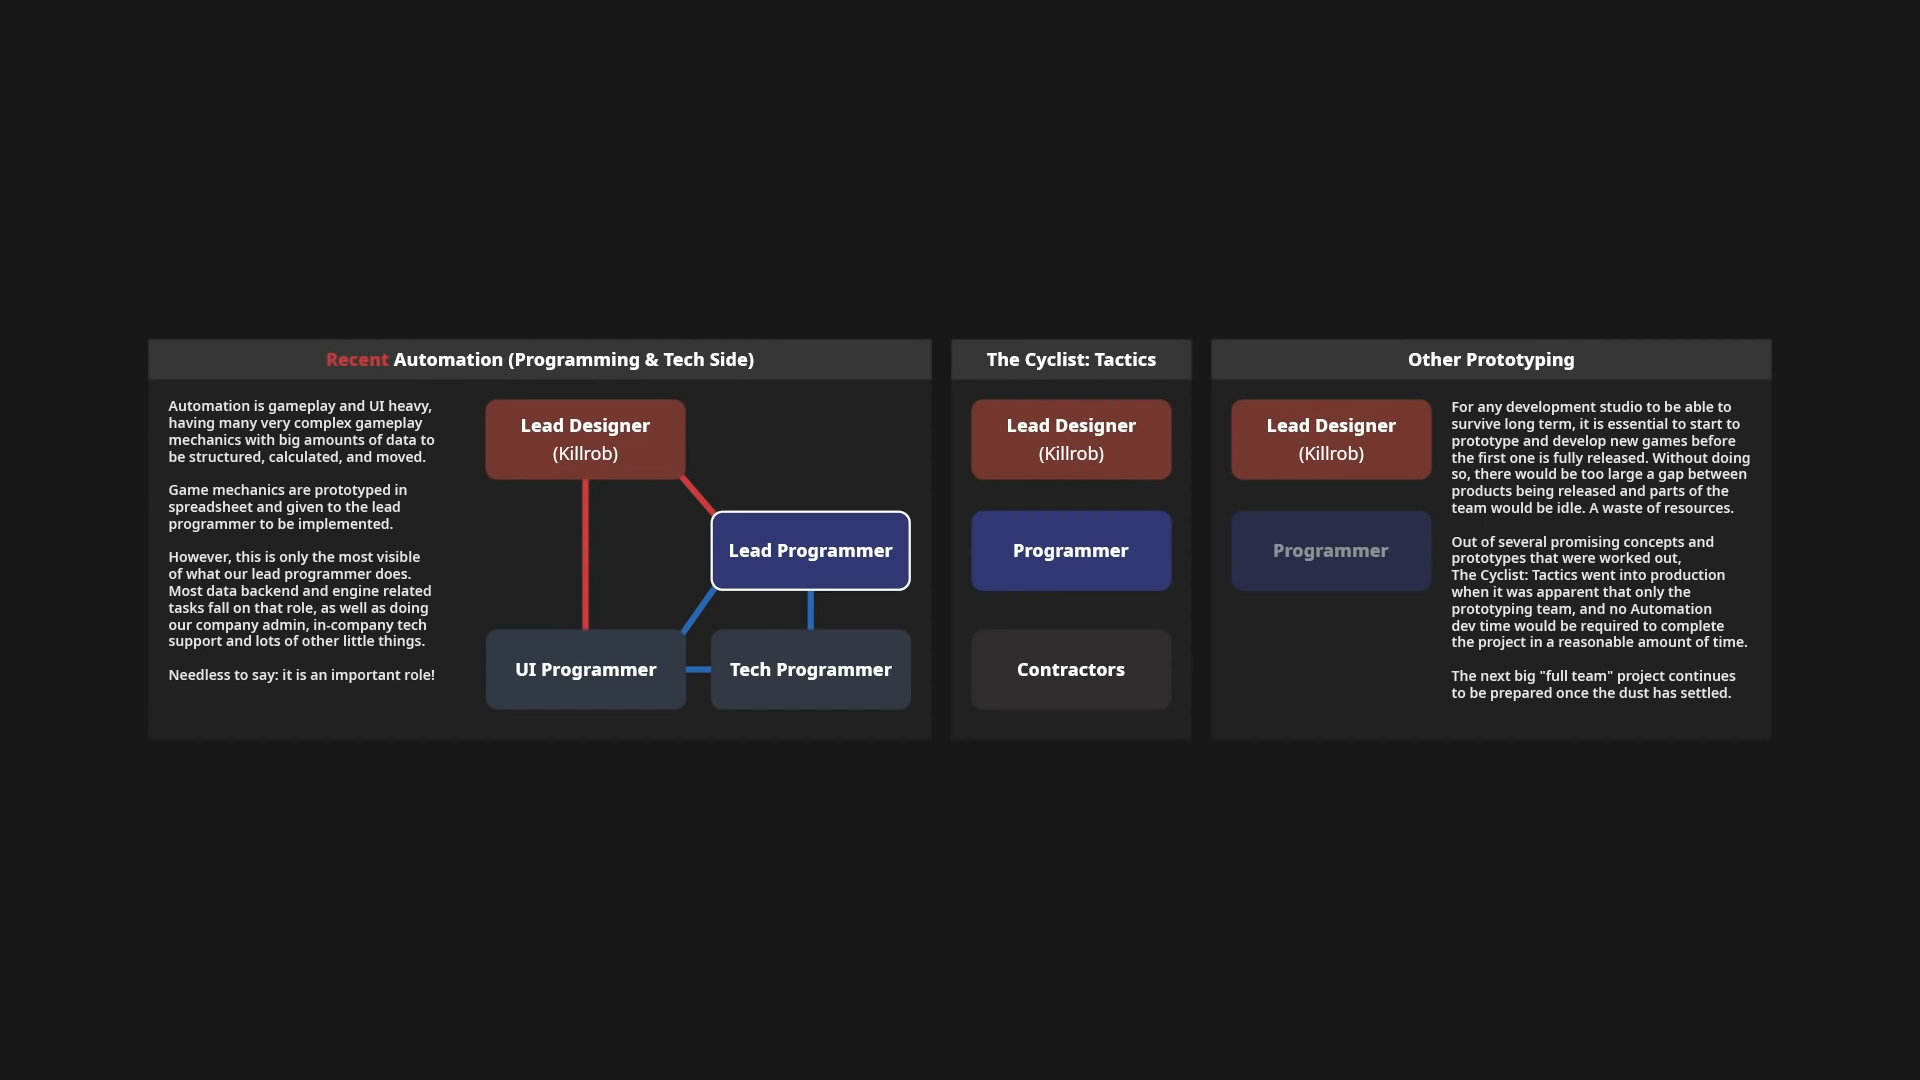 Recent Automation (Programming & Tech Side)
Automation is gameplay and UI heavy,
having many very complex gameplay
mechanics with big amounts of data to
be structured, calculated, and moved.
Game mechanics are prototyped in
spreadsheet and given to the lead
programmer to be implemented.
However, this is only the most visible
of what our lead programmer does.
Most data backend and engine related
tasks fall on that role, as well as doing
our company admin, in-company tech
support and lots of other little things.
Needless to say: it is an important role!
Lead Designer
(Killrob)
Lead Programmer
UI Programmer
Tech Programmer
The Cyclist: Tactics
Lead Designer
(Killrob)
Programmer
Contractors
Other Prototyping
Lead Designer
(Killrob)
Programmer
For any development studio to be able to
survive long term, it is essential to start to
prototype and develop new games before
the first one is fully released. Without doing
so, there would be too large a gap between
products being released and parts of the
team would be idle. A waste of resources.
Out of several promising concepts and
prototypes that were worked out,
The Cyclist: Tactics went into production
when it was apparent that only the
prototyping team, and no Automation
dev time would be required to complete
the project in a reasonable amount of time.
The next big "full team" project continues
to be prepared once the dust has settled.